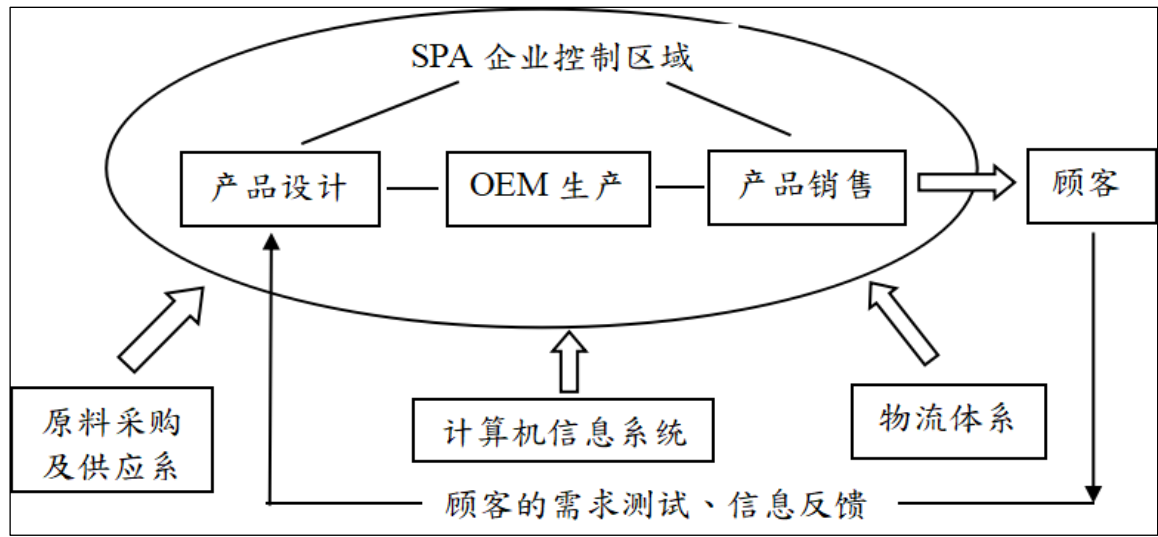 SPA 企业控制区域
产品设计
OEM 生产
产品销售
顾客
原料采购
及供应系
计算机信息系统
物流体系
顾客的需求测试、信息反馈